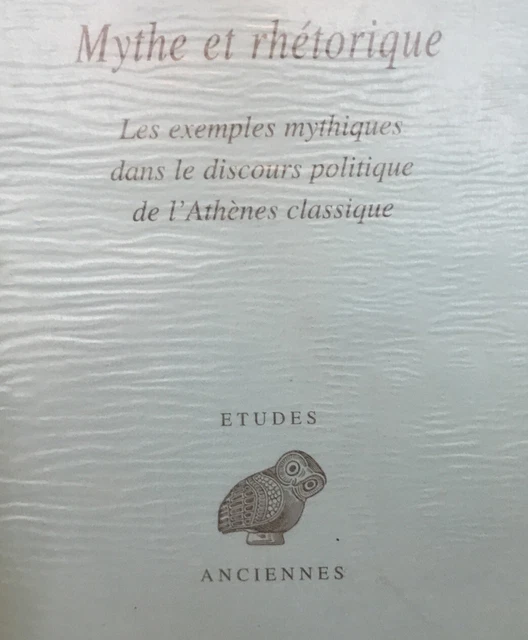 Mythe et rhétorique
Les exemples mythiques
dans le discours politique
de l'Athènes classique
ETUDES
ANCIENNES